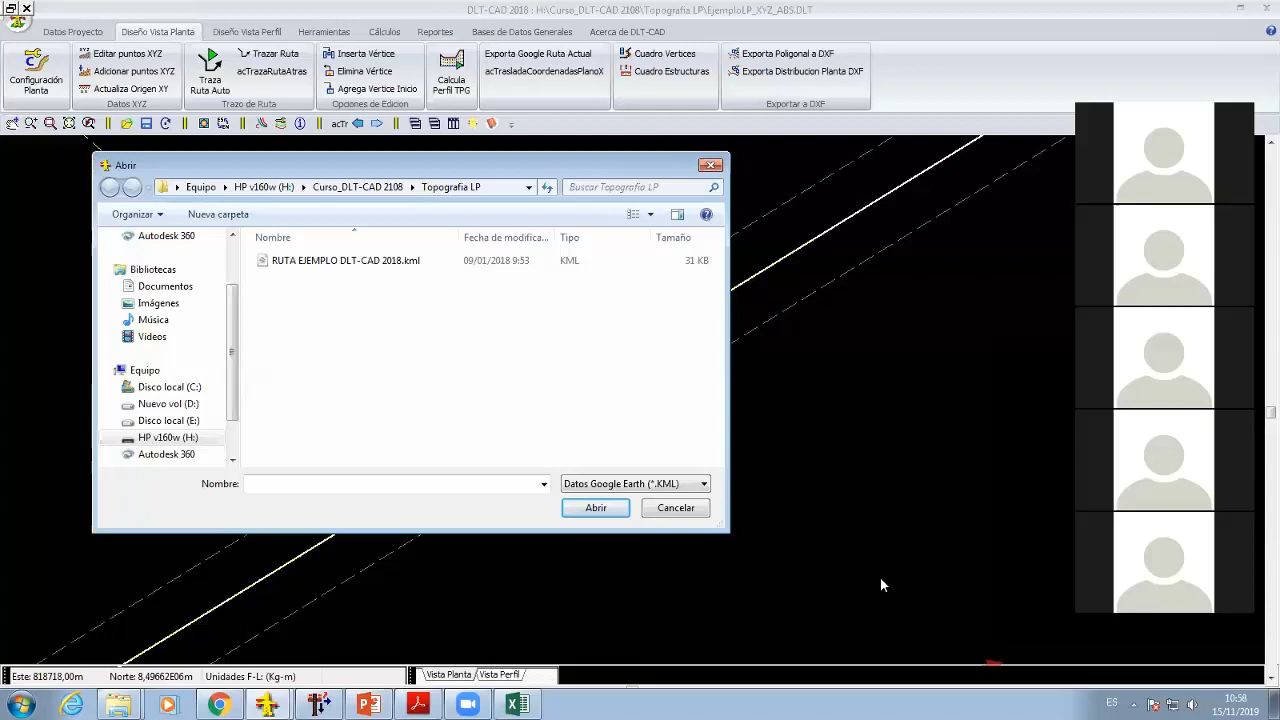 DLT-CAD 2018 : H:\Curso_DLT-CAD 2108\Topografia LP\EjemploLP_XYZ_ABS.DLT
Datos Proyecto
Diseño Vista Planta
Diseño Vista Perfil
Herramientas
Cálculos
Reportes
Bases de Datos Generales
Acerca de DLT-CAD
Configuración Planta
Editar puntos XYZ
Adicionar puntos XYZ
Actualiza Origen XY
Datos XYZ
Traza Ruta Auto
Trazar Ruta
acTrazaRutaAtras
Trazo de Ruta
Inserta Vértice
Elimina Vértice
Agrega Vertice Inicio
Opciones de Edicion
Calcula Perfil TPG
Exporta Google Ruta Actual
acTrasladaCoordenadasPlanoX
Cuadro Vertices
Cuadro Estructuras
Exporta Poligonal a DXF
Exporta Distribucion Planta DXF
Exportar a DXF
acTr
Abrir
Equipo
HP v160w (H:)
Curso_DLT-CAD 2108
Topografia LP
Buscar Topografia LP
Organizar
Nueva carpeta
Autodesk 360
Bibliotecas
Documentos
Imágenes
Música
Vídeos
Equipo
Disco local (C:)
Nuevo vol (D:)
Disco local (E:)
HP v160w (H:)
Autodesk 360
Nombre
Fecha de modifica...
Tipo
Tamaño
RUTA EJEMPLO DLT-CAD 2018.kml
09/01/2018 9:53
KML
31 KB
Nombre:
Datos Google Earth (*.KML)
Abrir
Cancelar
Este: 818718,00m
Norte: 8,49662E06m
Unidades F-L: (Kg-m)
Vista Planta
Vista Perfil
ES
10:58
15/11/2019